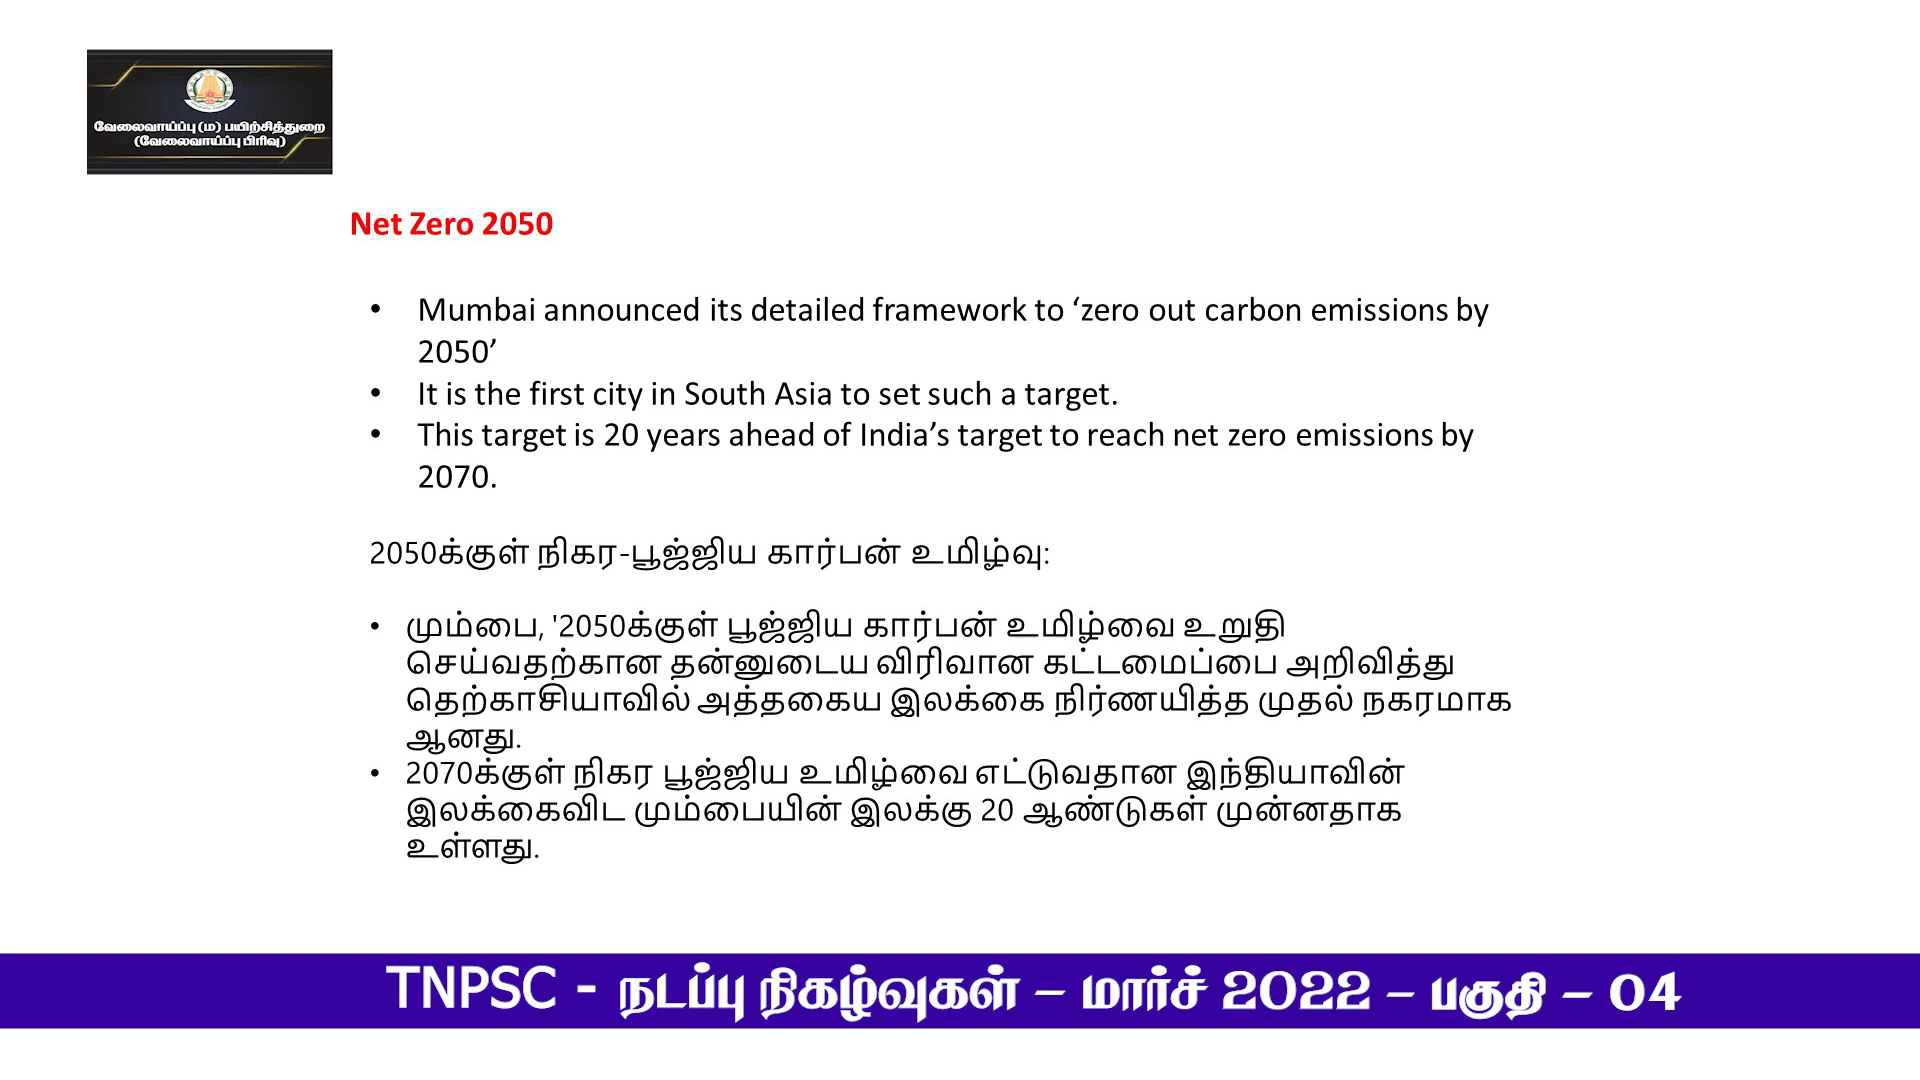 வேலைவாய்ப்பு (ம) பயிற்சித்துறை
(வேலைவாய்ப்பு பிரிவு)
Net Zero 2050
• Mumbai announced its detailed framework to ‘zero out carbon emissions by
2050’
• It is the first city in South Asia to set such a target.
• This target is 20 years ahead of India’s target to reach net zero emissions by
2070.
2050க்குள் நிகர-பூஜ்ஜிய கார்பன் உமிழ்வு:
• மும்பை, '2050க்குள் பூஜ்ஜிய கார்பன் உமிழ்வை உறுதி
செய்வதற்கான தன்னுடைய விரிவான கட்டமைப்பை அறிவித்து
தெற்காசியாவில் அத்தகைய இலக்கை நிர்ணயித்த முதல் நகரமாக
ஆனது.
• 2070க்குள் நிகர பூஜ்ஜிய உமிழ்வை எட்டுவதான இந்தியாவின்
இலக்கைவிட மும்பையின் இலக்கு 20 ஆண்டுகள் முன்னதாக
உள்ளது.
TNPSC - நடப்பு நிகழ்வுகள் – மார்ச் 2022 – பகுதி – 04